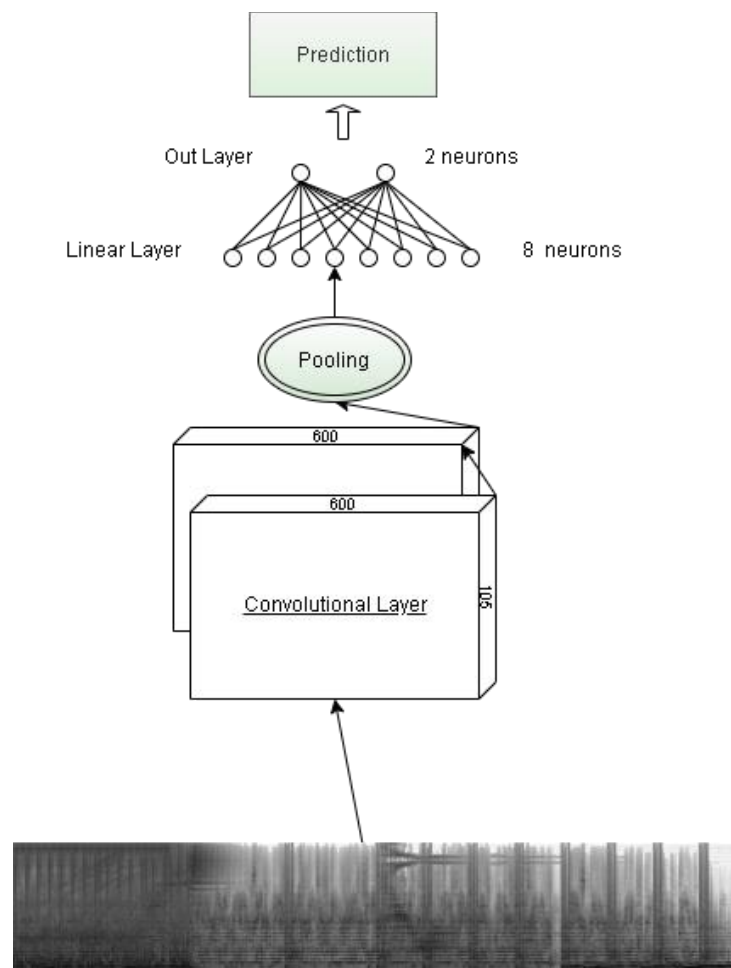 Prediction
Out Layer 2 neurons
Linear Layer 8 neurons
Pooling
600
600
Convolutional Layer
105